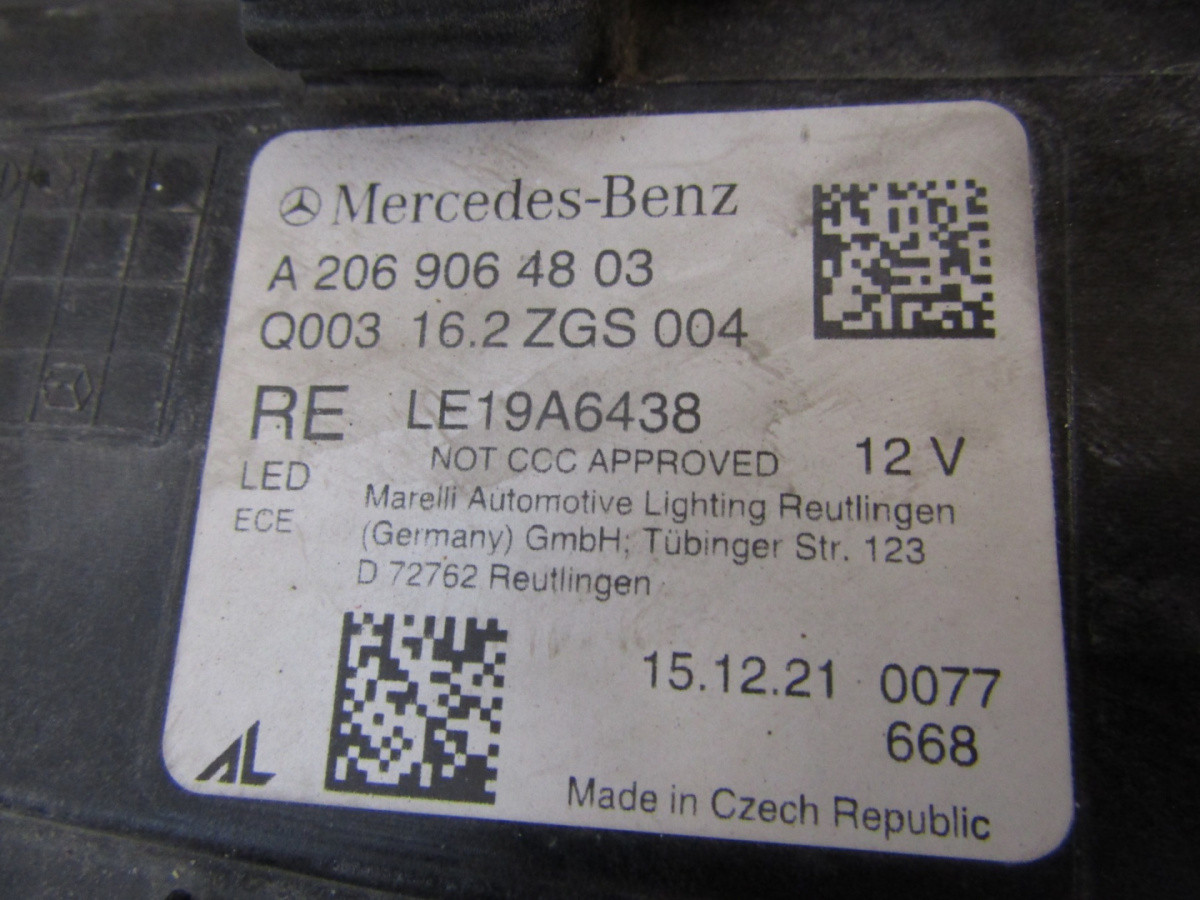 Mercedes-Benz
A 206 906 48 03
Q003 16.2 ZGS 004
RE LE19A6438
NOT CCC APPROVED 12 V
LED
ECE
Marelli Automotive Lighting Reutlingen
(Germany) GmbH; Tübinger Str. 123
D 72762 Reutlingen
15.12.21 0077
668
AL
Made in Czech Republic